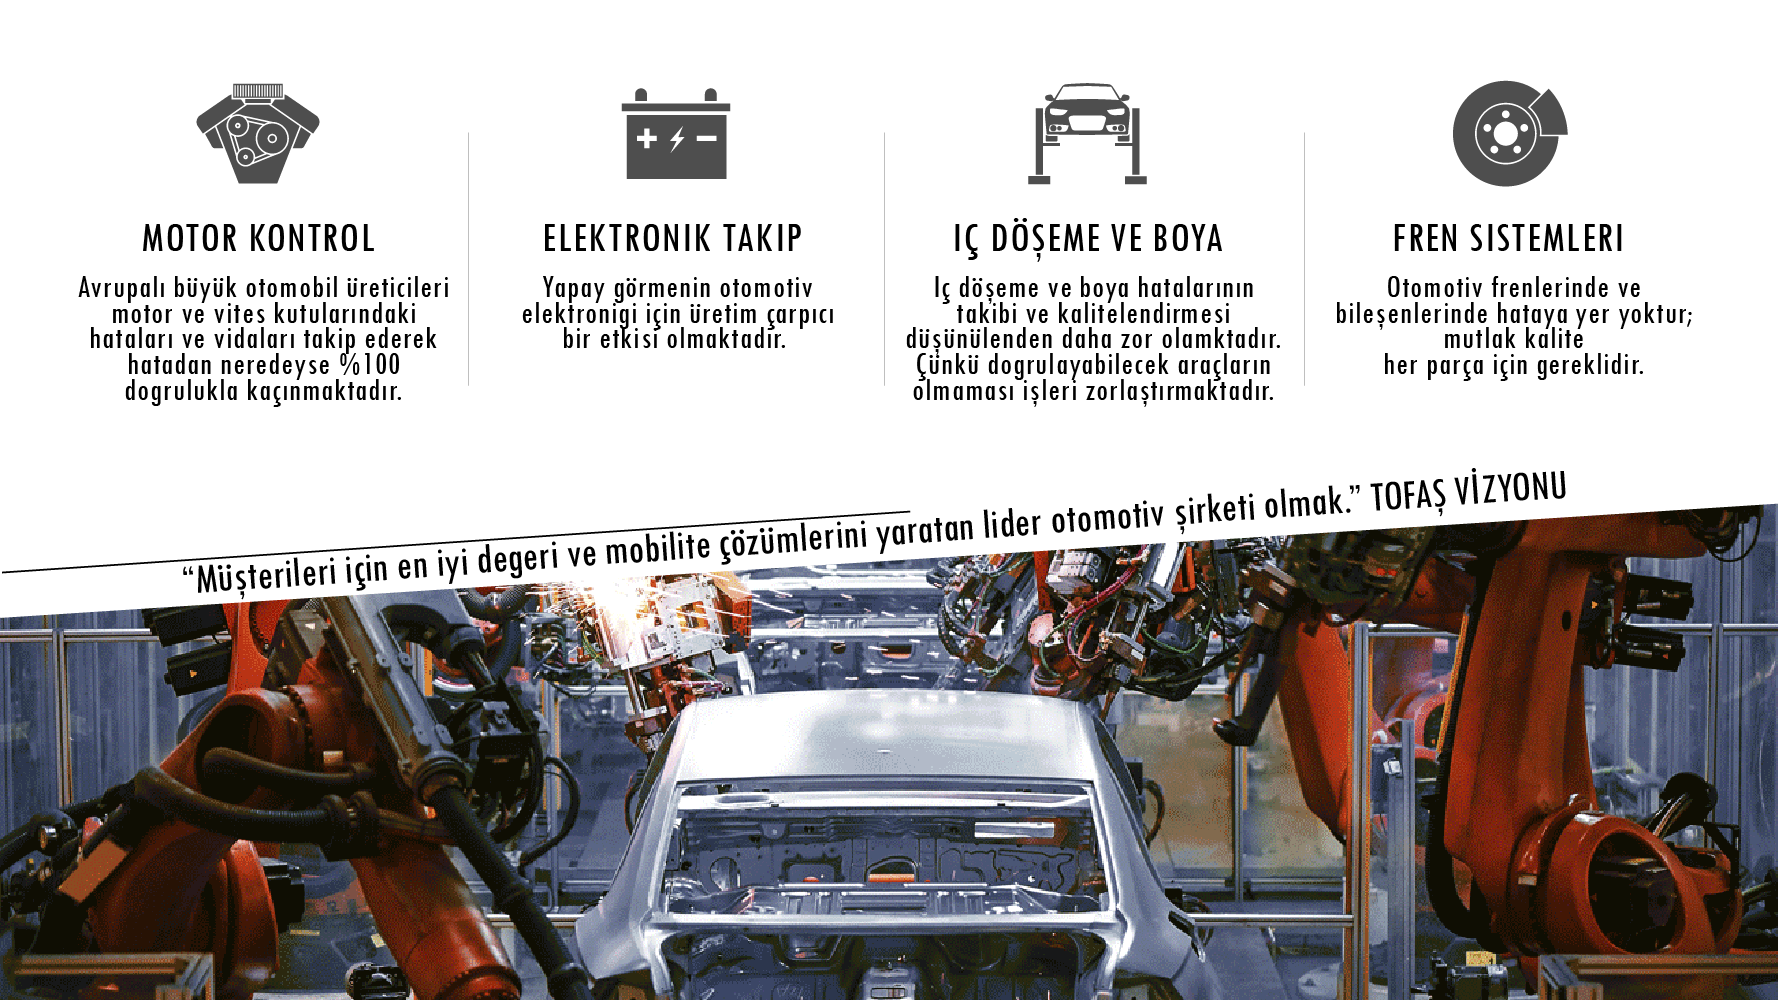 MOTOR KONTROL
Avrupalı büyük otomobil üreticileri
motor ve vites kutularındaki
hataları ve vidaları takip ederek
hatadan neredeyse %100
dogrulukla kaçınmaktadır.
ELEKTRONIK TAKIP
Yapay görmenin otomotiv
elektronigi için üretim çarpıcı
bir etkisi olmaktadır.
IÇ DÖŞEME VE BOYA
Iç döşeme ve boya hatalarının
takibi ve kalitelendirmesi
düşünülenden daha zor olamktadır.
Çünkü dogrulayabilecek araçların
olmaması işleri zorlaştırmaktadır.
FREN SISTEMLERI
Otomotiv frenlerinde ve
bileşenlerinde hataya yer yoktur;
mutlak kalite
her parça için gereklidir.
“Müşterileri için en iyi degeri ve mobilite çözümlerini yaratan lider otomotiv şirketi olmak.” TOFAŞ VİZYONU